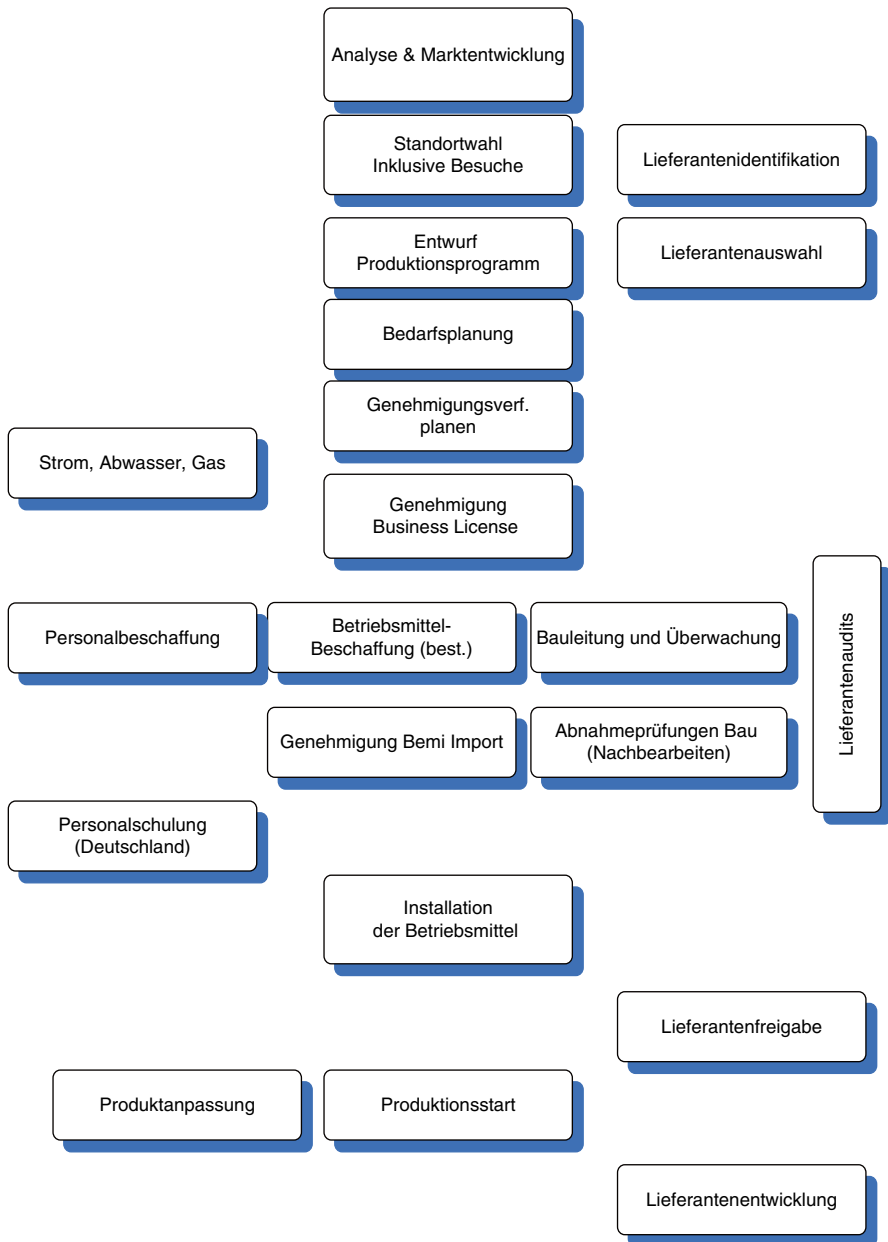 Analyse & Marktentwicklung
Standortwahl
Inklusive Besuche
Lieferantenidentifikation
Entwurf
Produktionsprogramm
Lieferantenauswahl
Bedarfsplanung
Genehmigungsverf.
planen
Strom, Abwasser, Gas
Genehmigung
Business License
Lieferantenaudits
Personalbeschaffung
Betriebsmittel-
Beschaffung (best.)
Bauleitung und Überwachung
Genehmigung Bemi Import
Abnahmeprüfungen Bau
(Nachbearbeiten)
Personalschulung
(Deutschland)
Installation
der Betriebsmittel
Lieferantenfreigabe
Produktanpassung
Produktionsstart
Lieferantenentwicklung